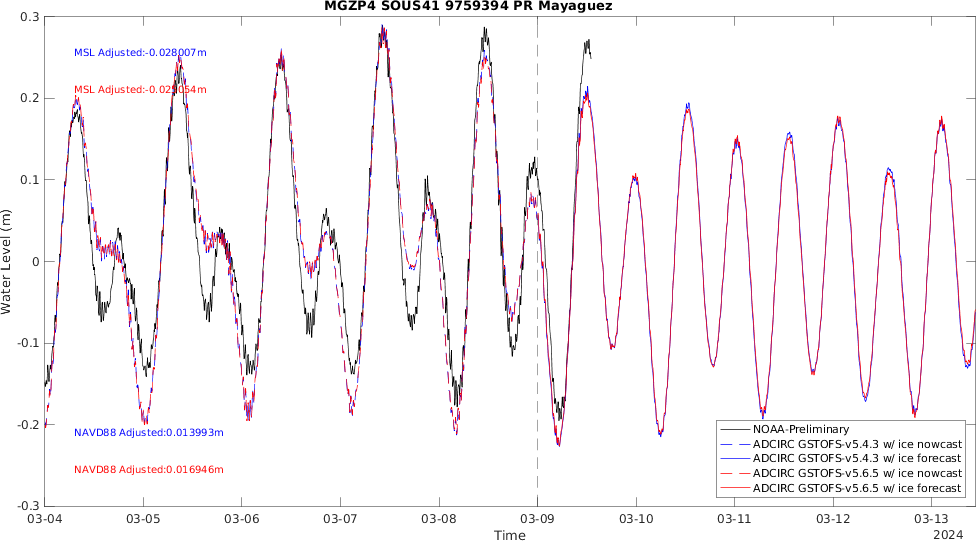 MGZP4 SOUS41 9759394 PR Mayaguez
0.3
MSL Adjusted:-0.028007m
MSL Adjusted:-0.025054m
0.2
0.1
0
-0.1
-0.2
-0.3
Water Level (m)
NAVD88 Adjusted:0.013993m
NAVD88 Adjusted:0.016946m
NOAA-Preliminary
ADCIRC GSTOFS-v5.4.3 w/ ice nowcast
ADCIRC GSTOFS-v5.4.3 w/ ice forecast
ADCIRC GSTOFS-v5.6.5 w/ ice nowcast
ADCIRC GSTOFS-v5.6.5 w/ ice forecast
03-04 03-05 03-06 03-07 03-08 03-09 03-10 03-11 03-12 03-13
Time
2024